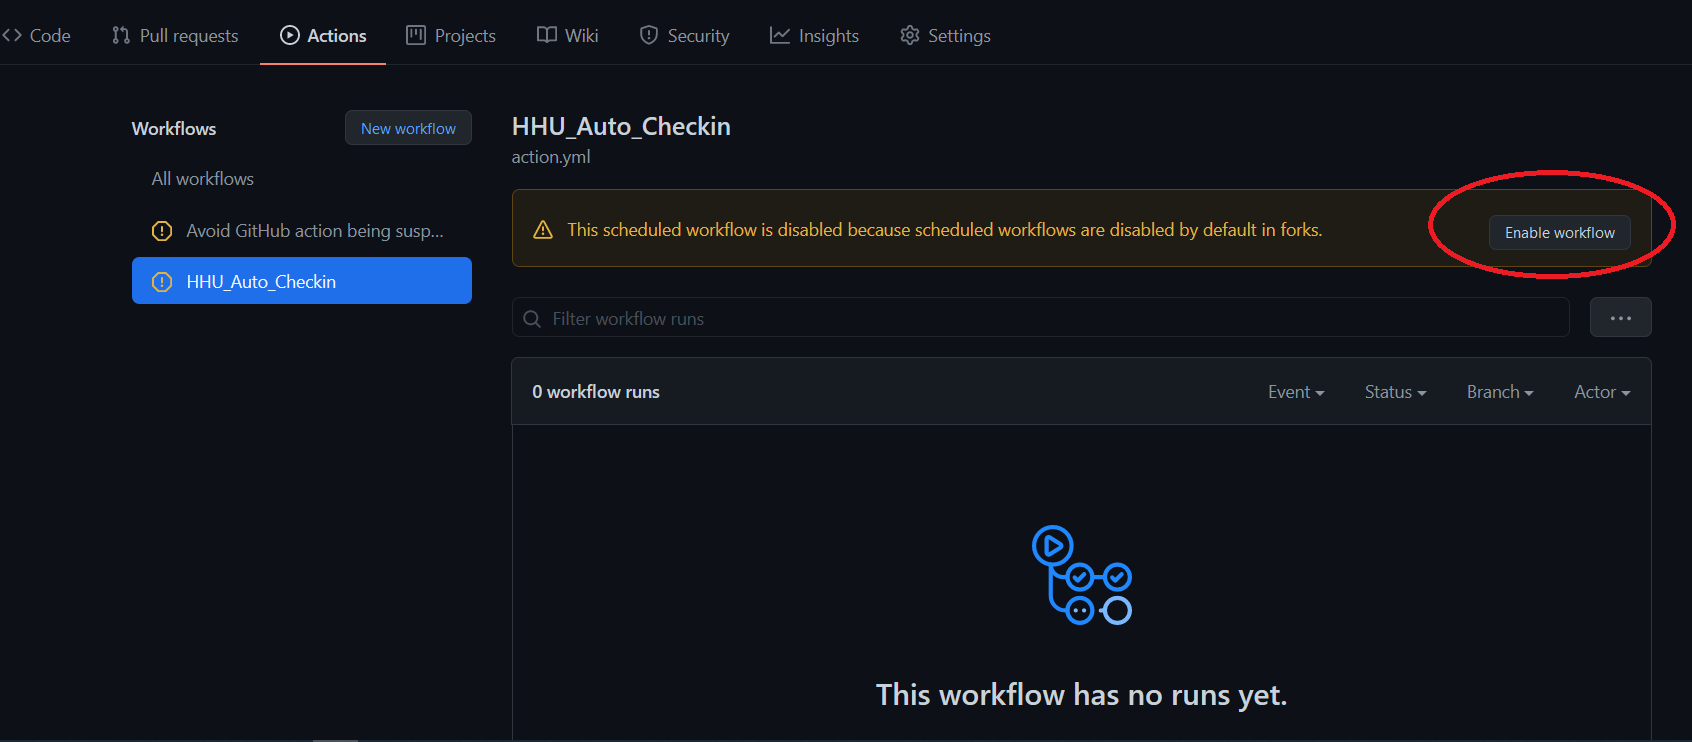 Code Pull requests Actions Projects Wiki Security Insights Settings
Workflows New workflow
All workflows
Avoid GitHub action being susp...
HHU_Auto_Checkin
HHU_Auto_Checkin
action.yml
This scheduled workflow is disabled because scheduled workflows are disabled by default in forks. Enable workflow
Filter workflow runs
0 workflow runs Event Status Branch Actor
This workflow has no runs yet.